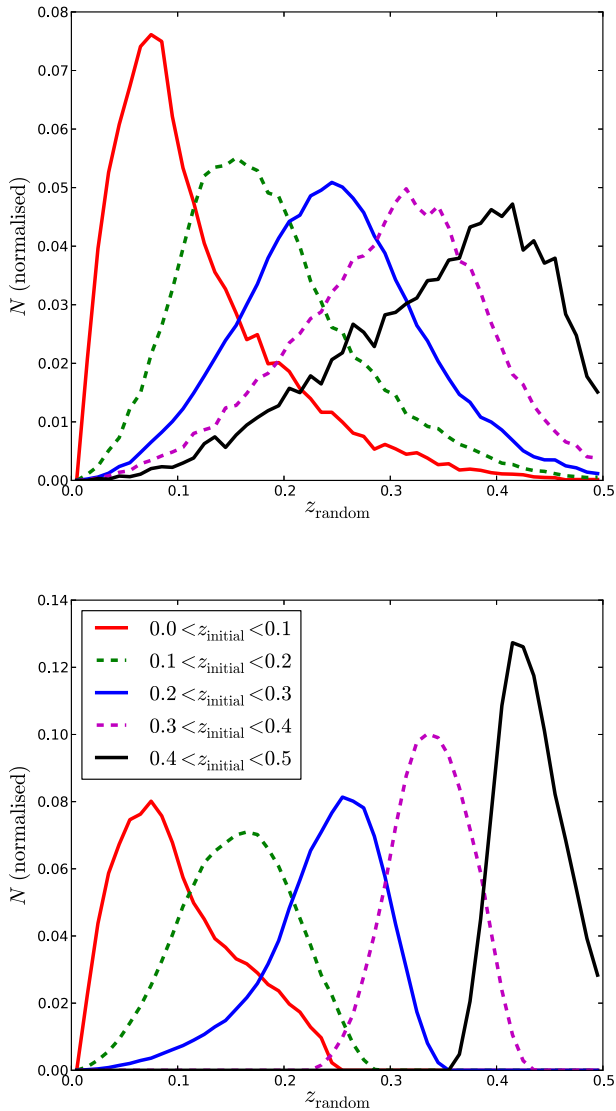 0.08
0.07
0.06
0.05
0.04
0.03
0.02
0.01
0.00
N (normalised)
0.0 0.1 0.2 0.3 0.4 0.5
z_random
0.14
0.12
0.10
0.08
0.06
0.04
0.02
0.00
N (normalised)
0.0 < z_initial < 0.1
0.1 < z_initial < 0.2
0.2 < z_initial < 0.3
0.3 < z_initial < 0.4
0.4 < z_initial < 0.5
0.0 0.1 0.2 0.3 0.4 0.5
z_random